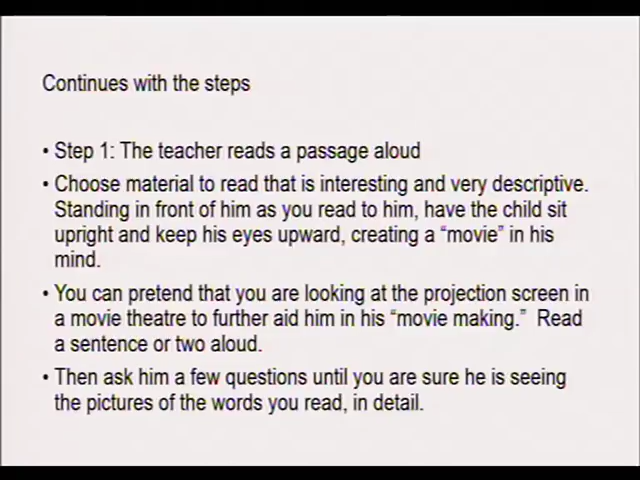 Continues with the steps
• Step 1: The teacher reads a passage aloud
• Choose material to read that is interesting and very descriptive.
Standing in front of him as you read to him, have the child sit
upright and keep his eyes upward, creating a “movie” in his
mind.
• You can pretend that you are looking at the projection screen in
a movie theatre to further aid him in his “movie making.”  Read
a sentence or two aloud.
• Then ask him a few questions until you are sure he is seeing
the pictures of the words you read, in detail.